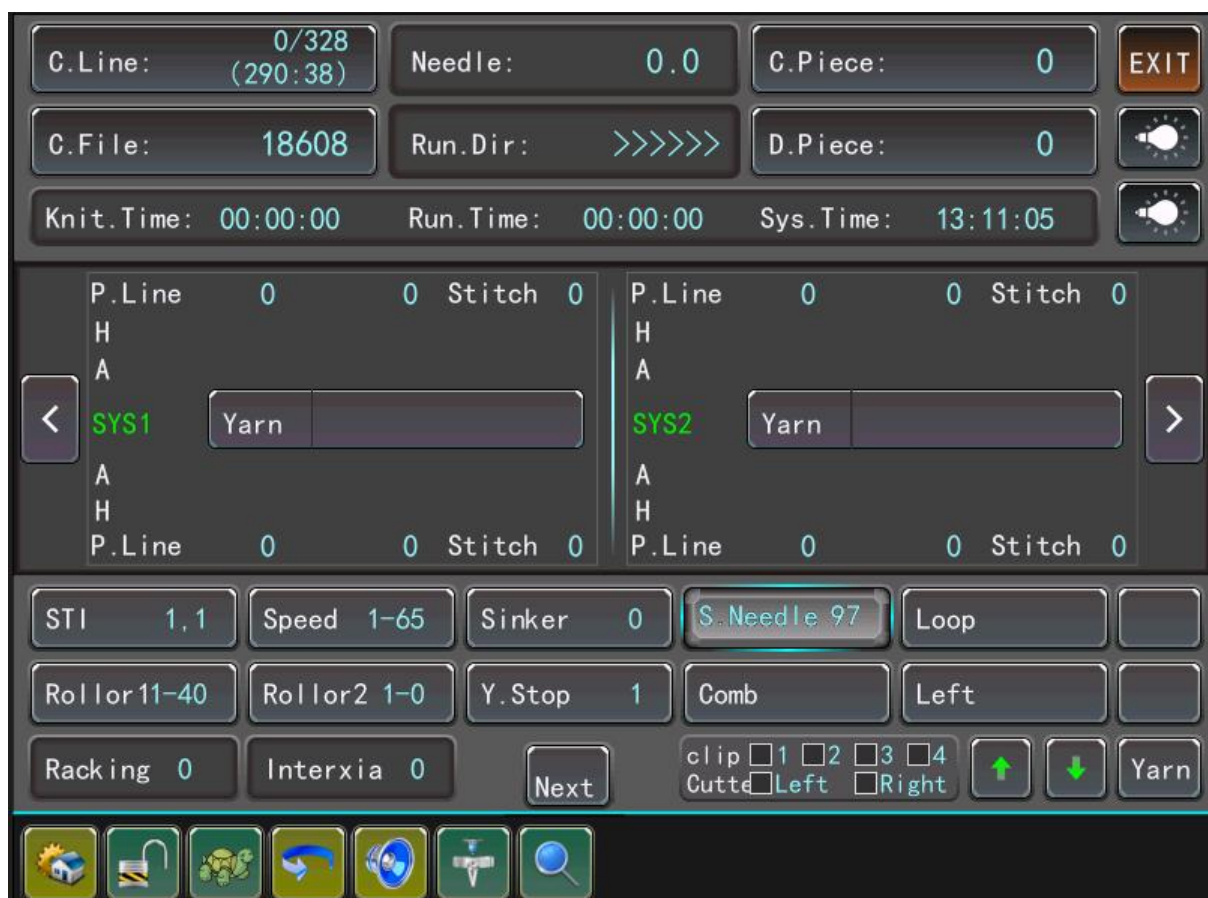 C.Line: 0/328 (290:38) Needle: 0.0 C.Piece: 0 EXIT
C.File: 18608 Run.Dir: >>>>>> D.Piece: 0
Knit.Time: 00:00:00 Run.Time: 00:00:00 Sys.Time: 13:11:05
P.Line 0 0 Stitch 0 P.Line 0 0 Stitch 0
H H
A A
< SYS1 Yarn SYS2 Yarn >
A A
H H
P.Line 0 0 Stitch 0 P.Line 0 0 Stitch 0
STI 1,1 Speed 1-65 Sinker 0 S.Needle 97 Loop
Rollor11-40 Rollor2 1-0 Y.Stop 1 Comb Left
Racking 0 Interxia 0 Next clip 1 2 3 4 Yarn
Cutte Left Right